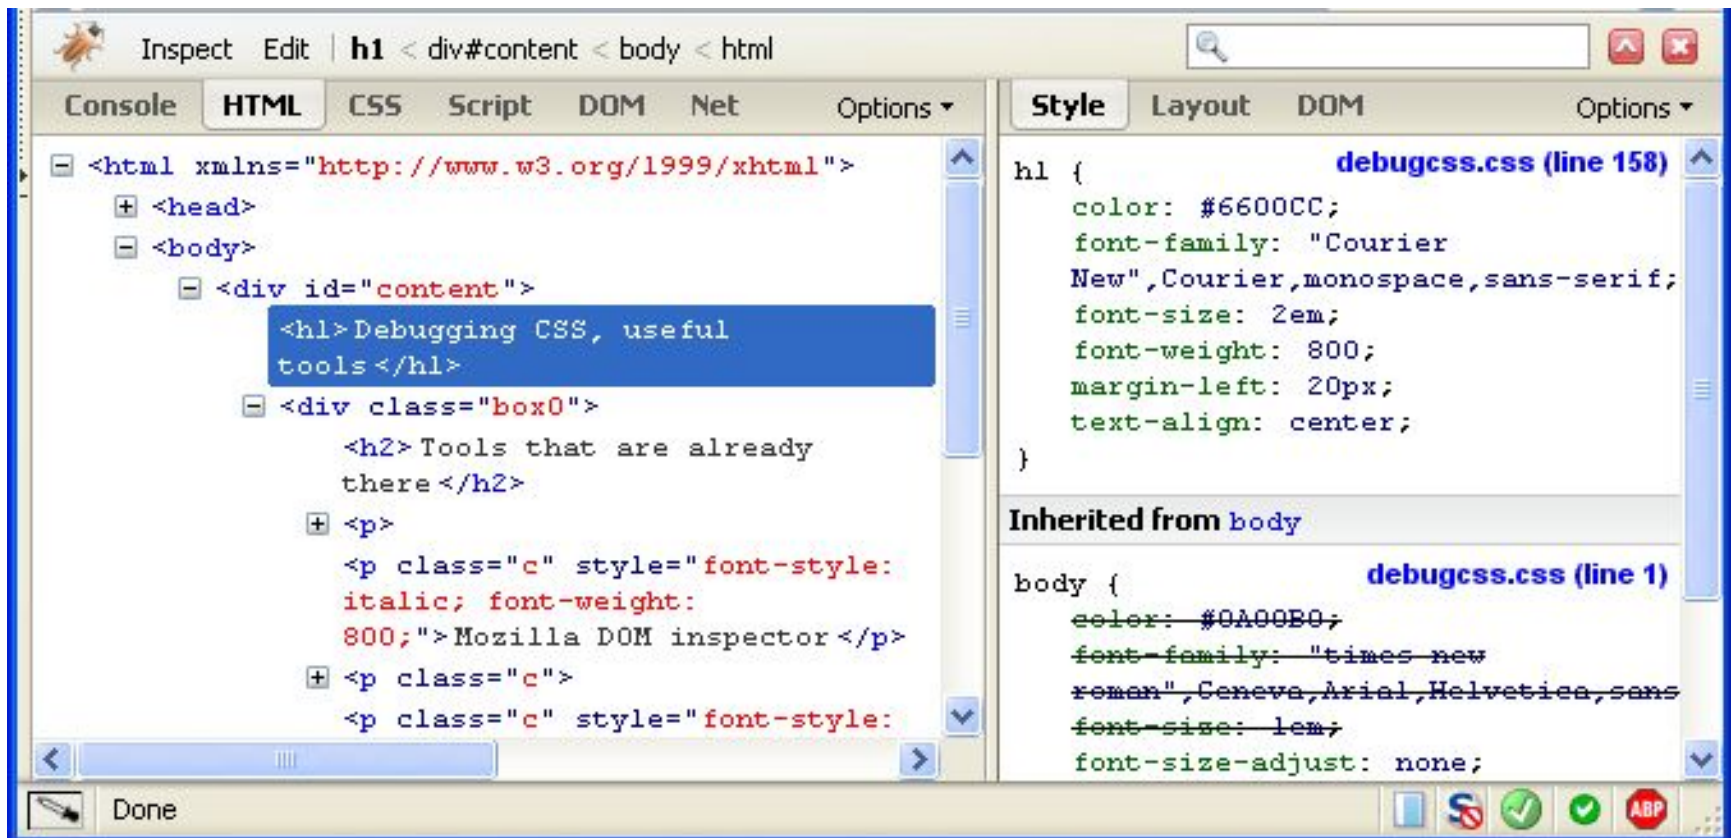 Inspect Edit | h1 < div#content < body < html
Console HTML CSS Script DOM Net Options
<html xmlns="http://www.w3.org/1999/xhtml">
<head>
<body>
<div id="content">
<h1>Debugging CSS, useful
tools</h1>
<div class="box0">
<h2>Tools that are already
there</h2>
<p>
<p class="c" style="font-style:
italic; font-weight:
800;">Mozilla DOM inspector</p>
<p class="c">
<p class="c" style="font-style:
Style Layout DOM Options
h1 { debugcss.css (line 158)
color: #6600CC;
font-family: "Courier
New",Courier,monospace,sans-serif;
font-size: 2em;
font-weight: 800;
margin-left: 20px;
text-align: center;
}
Inherited from body
body { debugcss.css (line 1)
color: #0A00B0;
font-family: "times new
roman",Geneva,Arial,Helvetica,sans
font-size: 1em;
font-size-adjust: none;
Done
ABP